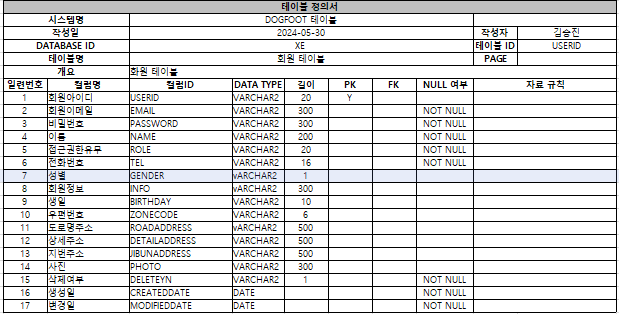 테이블 정의서
시스템명 DOGFOOT 테이블
작성일 2024-05-30 작성자 김승진
DATABASE ID XE 테이블 ID USERID
테이블명 회원 테이블 PAGE
개요 회원 테이블
일련번호 컬럼명 컬럼ID DATA TYPE 길이 PK FK NULL 여부 자료 규칙
1 회원아이디 USERID VARCHAR2 20 Y
2 회원이메일 EMAIL VARCHAR2 300 NOT NULL
3 비밀번호 PASSWORD VARCHAR2 300 NOT NULL
4 이름 NAME VARCHAR2 200 NOT NULL
5 접근권한유무 ROLE VARCHAR2 20 NOT NULL
6 전화번호 TEL VARCHAR2 16 NOT NULL
7 성별 GENDER vARCHAR2 1
8 회원정보 INFO vARCHAR2 300
9 생일 BIRTHDAY VARCHAR2 10
10 우편번호 ZONECODE VARCHAR2 6
11 도로명주소 ROADADDRESS vARCHAR2 500
12 상세주소 DETAILADDRESS VARCHAR2 500
13 지번주소 JIBUNADDRESS VARCHAR2 500
14 사진 PHOTO VARCHAR2 300
15 삭제여부 DELETEYN VARCHAR2 1 NOT NULL
16 생성일 CREATEDDATE DATE NOT NULL
17 변경일 MODIFIEDDATE DATE NOT NULL